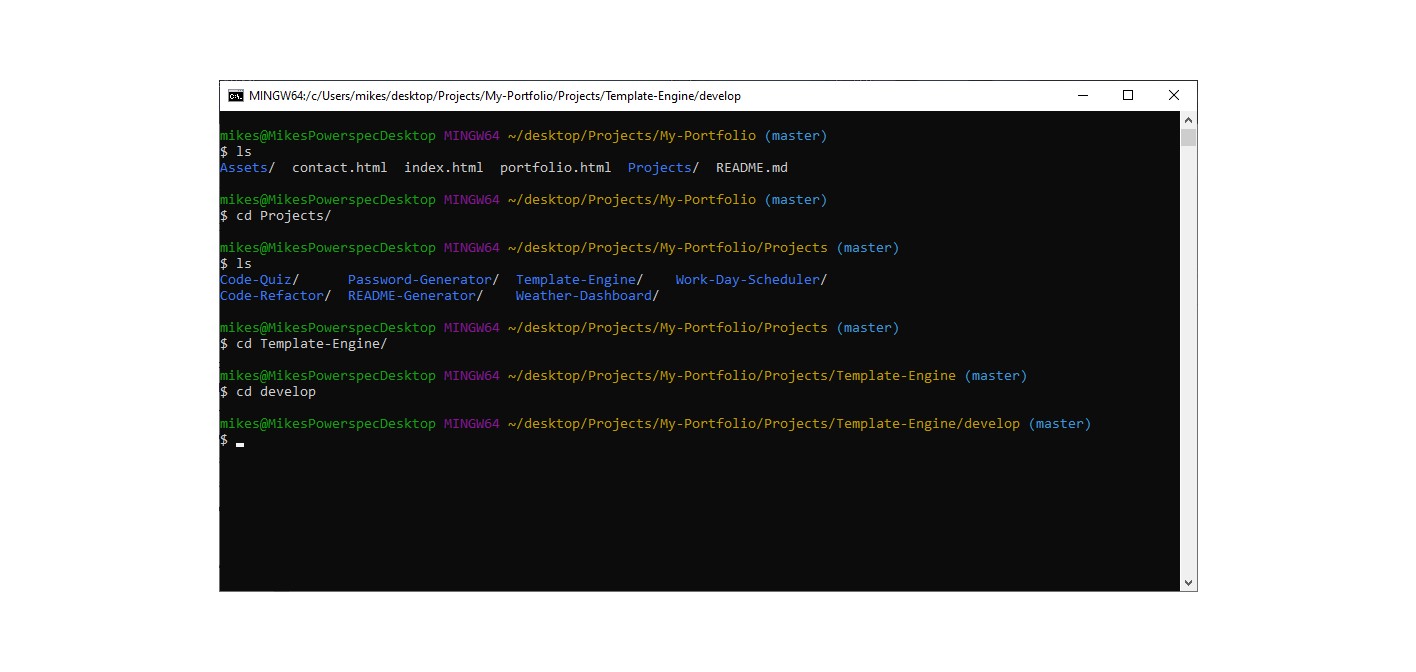 MINGW64:/c/Users/mikes/desktop/Projects/My-Portfolio/Projects/Template-Engine/develop
mikes@MikesPowerspecDesktop MINGW64 ~/desktop/Projects/My-Portfolio (master)
$ ls
Assets/  contact.html  index.html  portfolio.html  Projects/  README.md
mikes@MikesPowerspecDesktop MINGW64 ~/desktop/Projects/My-Portfolio (master)
$ cd Projects/
mikes@MikesPowerspecDesktop MINGW64 ~/desktop/Projects/My-Portfolio/Projects (master)
$ ls
Code-Quiz/      Password-Generator/  Template-Engine/    Work-Day-Scheduler/
Code-Refactor/  README-Generator/    Weather-Dashboard/
mikes@MikesPowerspecDesktop MINGW64 ~/desktop/Projects/My-Portfolio/Projects (master)
$ cd Template-Engine/
mikes@MikesPowerspecDesktop MINGW64 ~/desktop/Projects/My-Portfolio/Projects/Template-Engine (master)
$ cd develop
mikes@MikesPowerspecDesktop MINGW64 ~/desktop/Projects/My-Portfolio/Projects/Template-Engine/develop (master)
$